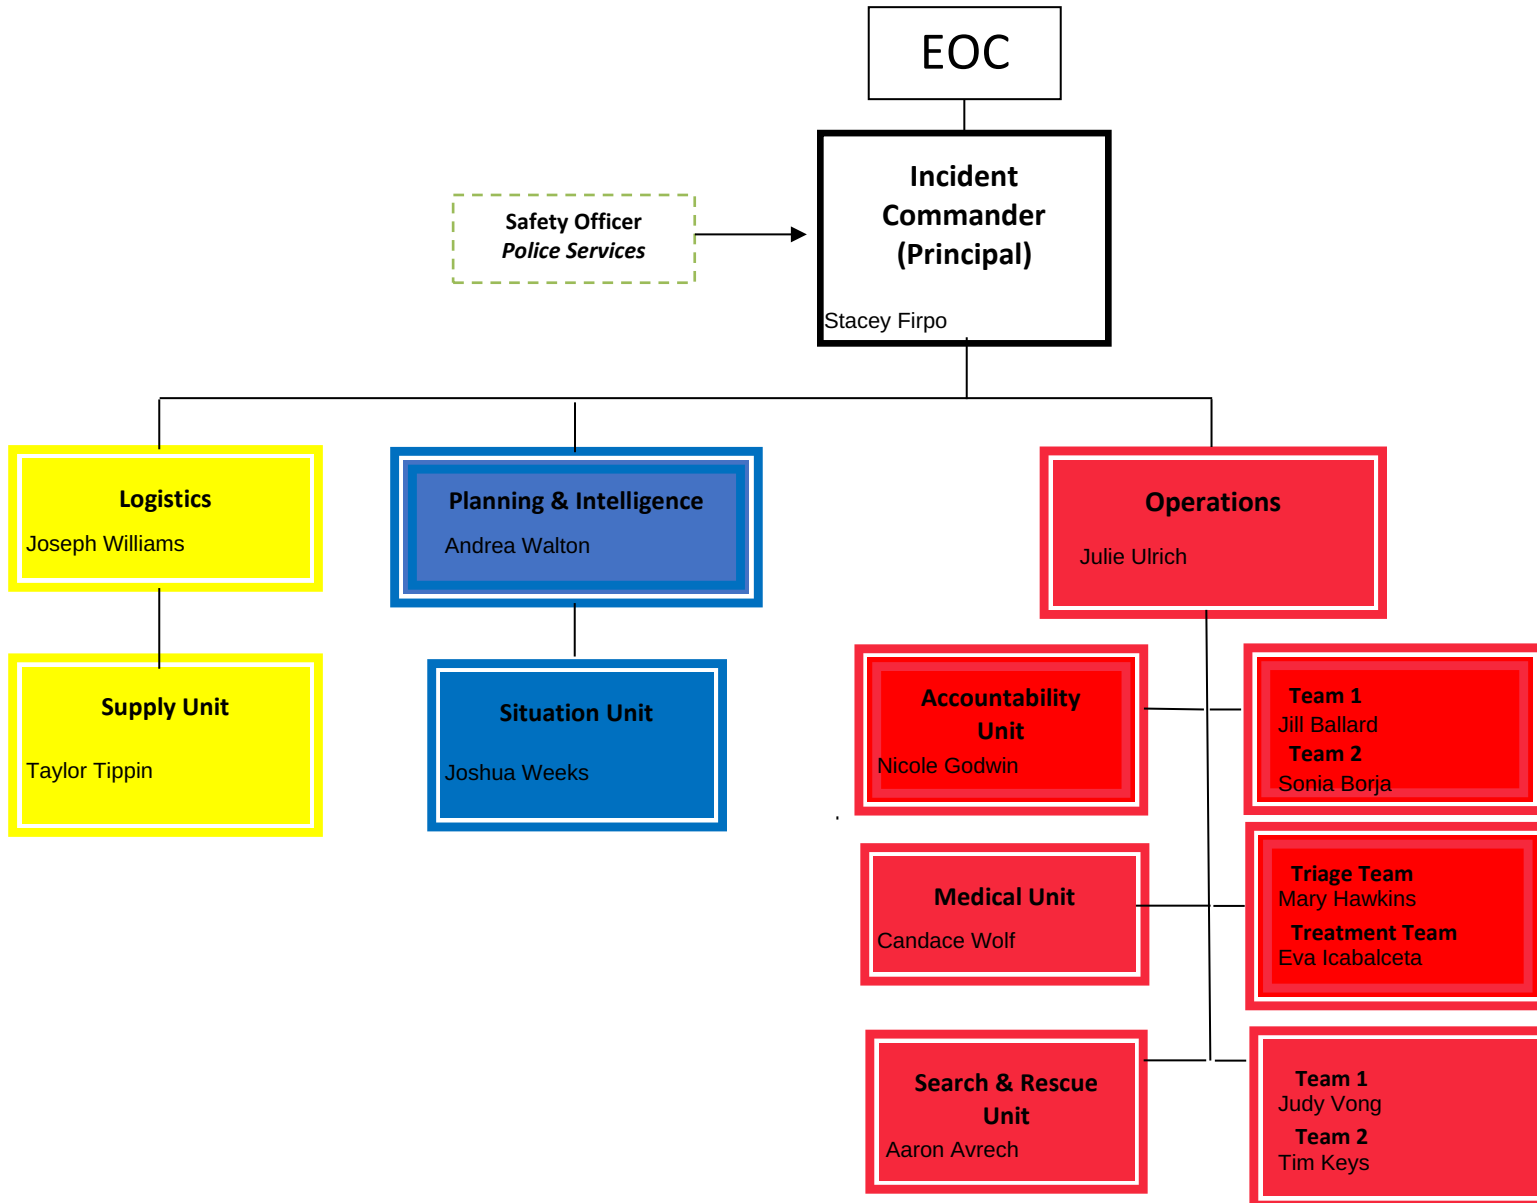 EOC
Incident
Commander
(Principal)
Stacey Firpo
Safety Officer
Police Services
Logistics
Joseph Williams
Planning & Intelligence
Andrea Walton
Operations
Julie Ulrich
Supply Unit
Taylor Tippin
Situation Unit
Joshua Weeks
Accountability
Unit
Nicole Godwin
Team 1
Jill Ballard
Team 2
Sonia Borja
Medical Unit
Candace Wolf
Triage Team
Mary Hawkins
Treatment Team
Eva Icabalceta
Search & Rescue
Unit
Aaron Avrech
Team 1
Judy Vong
Team 2
Tim Keys